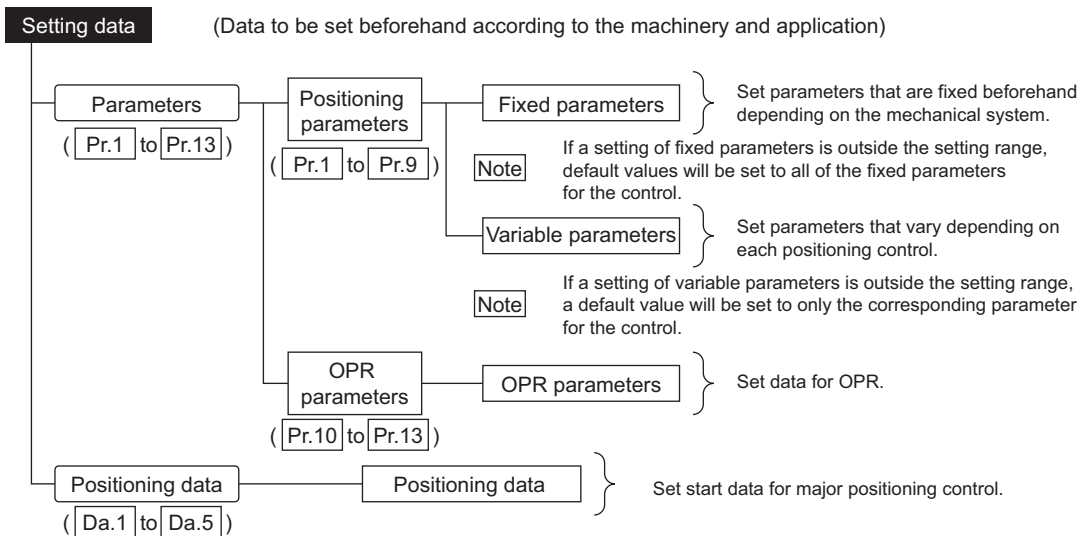 Setting data (Data to be set beforehand according to the machinery and application)
Parameters
( Pr.1 to Pr.13 )
Positioning
parameters
( Pr.1 to Pr.9 )
Fixed parameters
Set parameters that are fixed beforehand
depending on the mechanical system.
Note
If a setting of fixed parameters is outside the setting range,
default values will be set to all of the fixed parameters
for the control.
Variable parameters
Set parameters that vary depending on
each positioning control.
Note
If a setting of variable parameters is outside the setting range,
a default value will be set to only the corresponding parameter
for the control.
OPR
parameters
( Pr.10 to Pr.13 )
OPR parameters
Set data for OPR.
Positioning data
( Da.1 to Da.5 )
Positioning data
Set start data for major positioning control.